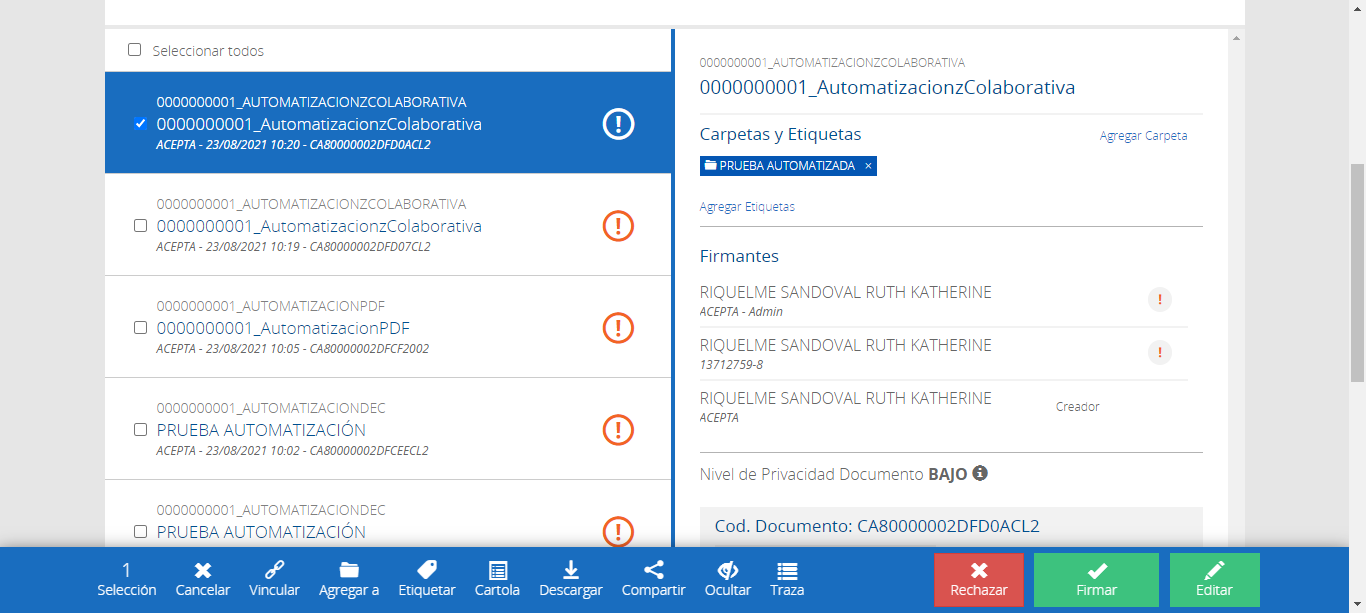 Seleccionar todos
0000000001_AUTOMATIZACIONZCOLABORATIVA
0000000001_AutomatizacionzColaborativa
ACEPTA - 23/08/2021 10:20 - CA80000002DFD0ACL2
0000000001_AUTOMATIZACIONZCOLABORATIVA
0000000001_AutomatizacionzColaborativa
ACEPTA - 23/08/2021 10:19 - CA80000002DFD07CL2
0000000001_AUTOMATIZACIONPDF
0000000001_AutomatizacionPDF
ACEPTA - 23/08/2021 10:05 - CA80000002DFCF2002
0000000001_AUTOMATIZACIONDEC
PRUEBA AUTOMATIZACIÓN
ACEPTA - 23/08/2021 10:02 - CA80000002DFCEECL2
0000000001_AUTOMATIZACIONDEC
PRUEBA AUTOMATIZACIÓN
0000000001_AUTOMATIZACIONZCOLABORATIVA
0000000001_AutomatizacionzColaborativa
Carpetas y Etiquetas Agregar Carpeta
PRUEBA AUTOMATIZADA ×
Agregar Etiquetas
Firmantes
RIQUELME SANDOVAL RUTH KATHERINE
ACEPTA - Admin
RIQUELME SANDOVAL RUTH KATHERINE
13712759-8
RIQUELME SANDOVAL RUTH KATHERINE
ACEPTA
Creador
Nivel de Privacidad Documento BAJO
Cod. Documento: CA80000002DFD0ACL2
1
Selección Cancelar Vincular Agregar a Etiquetar Cartola Descargar Compartir Ocultar Traza Rechazar Firmar Editar